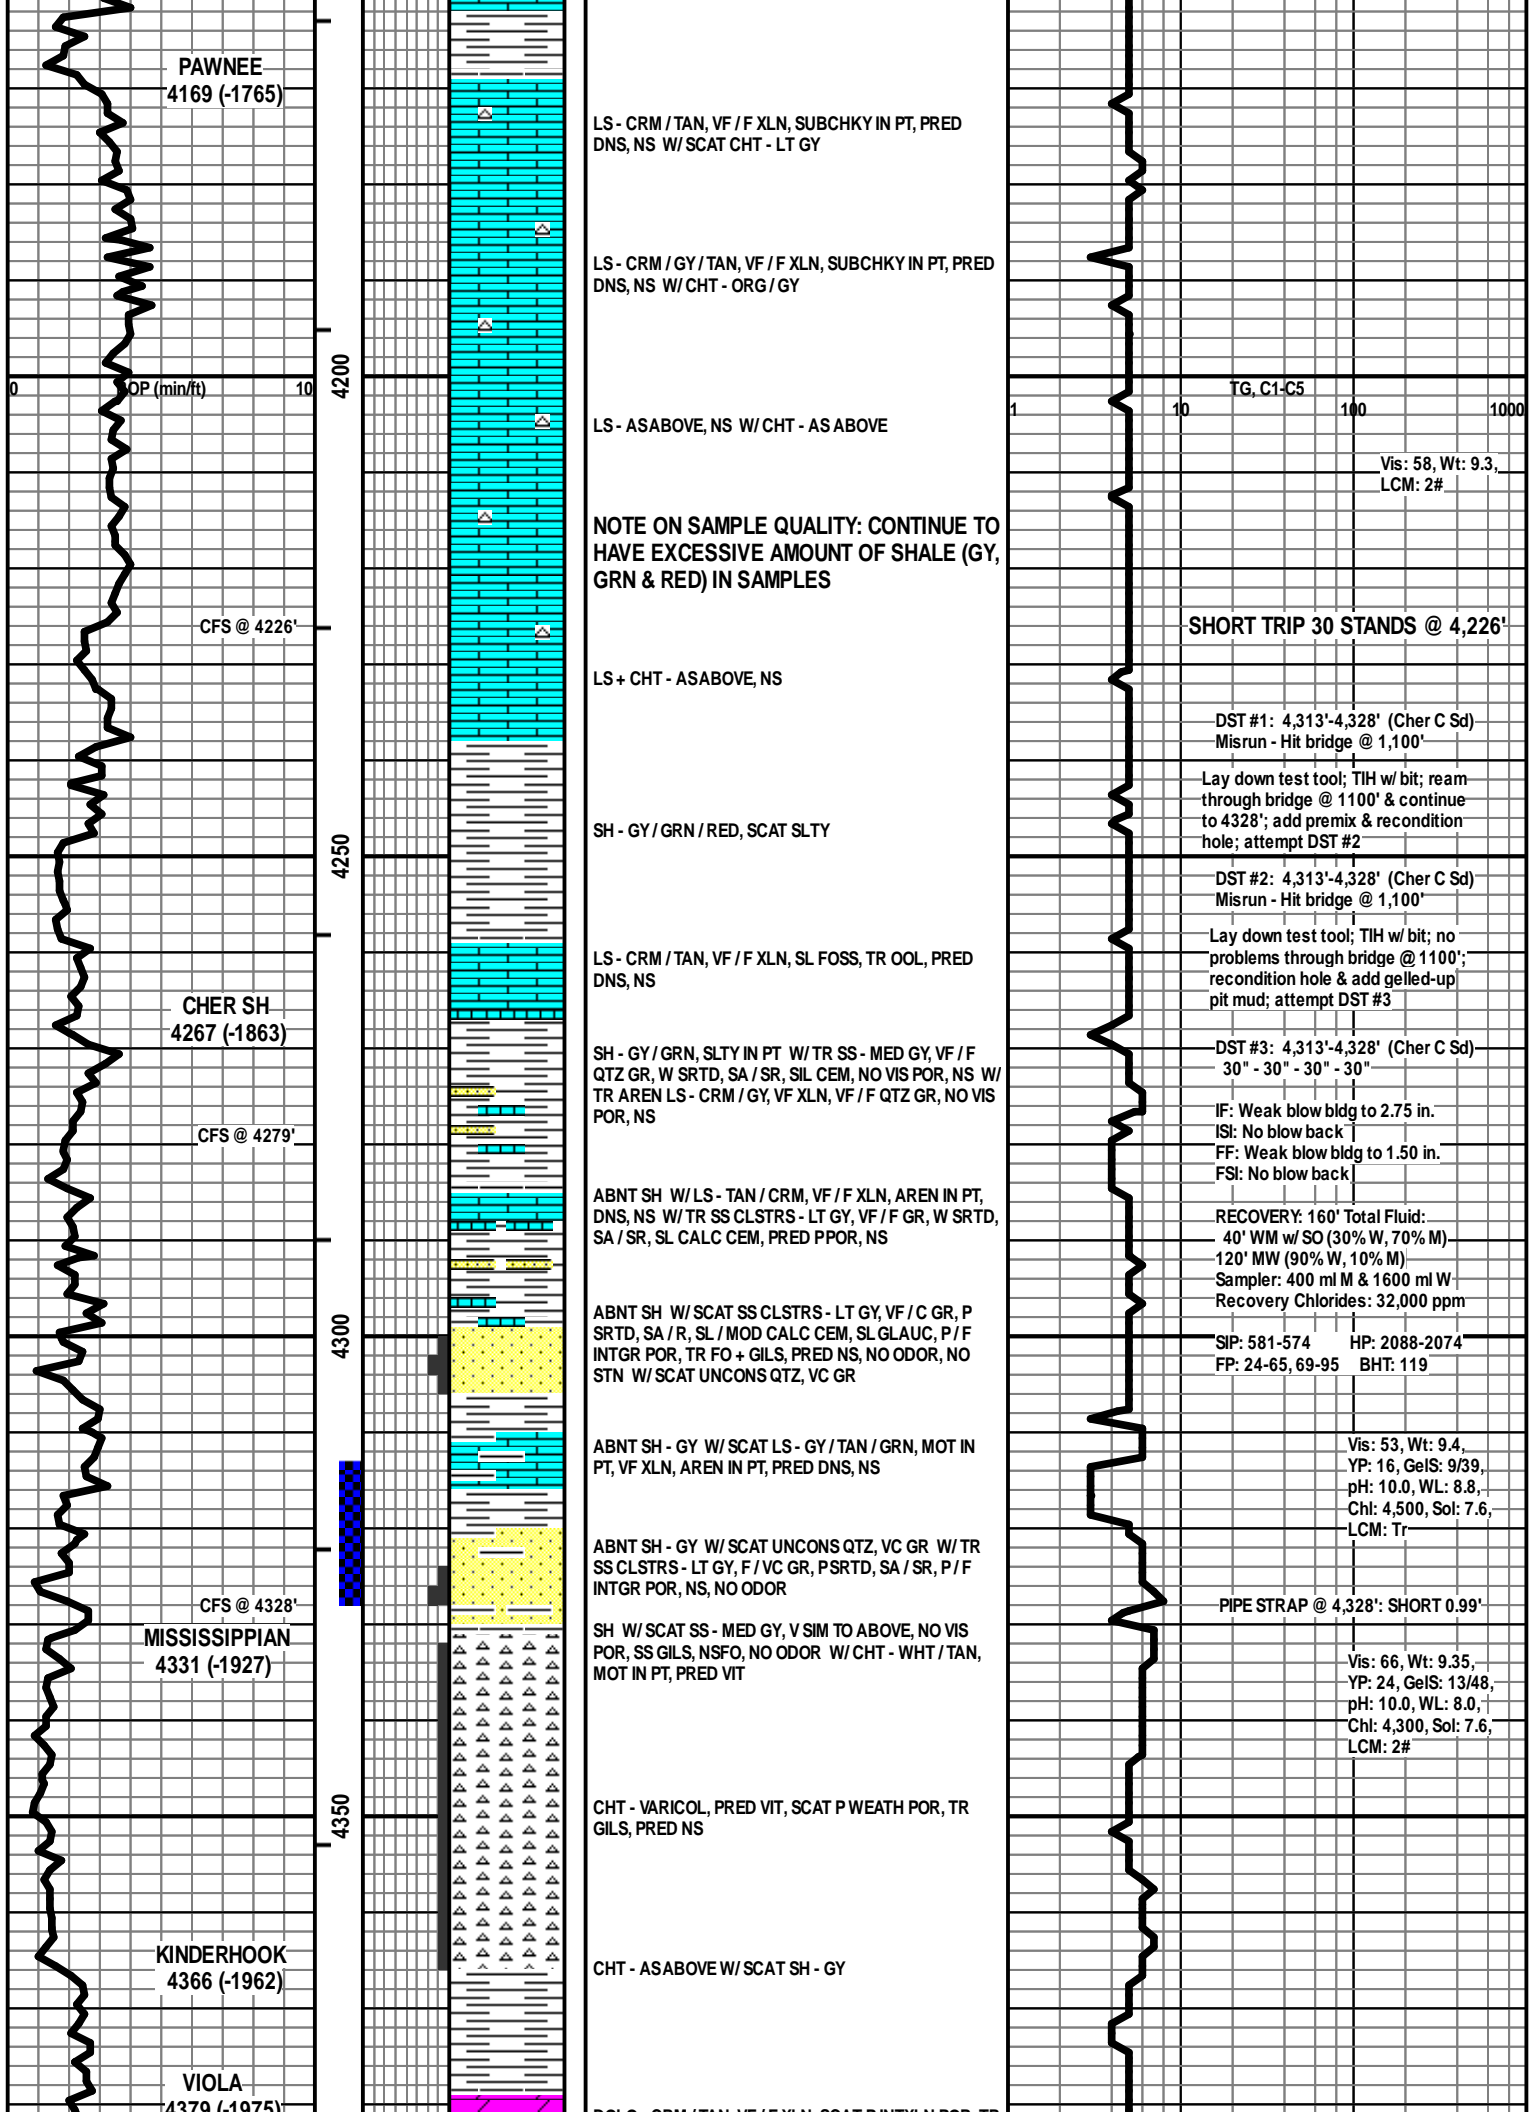 PAWNEE
4169 (-1765)
LS - CRM / TAN, VF / F XLN, SUBCHKY IN PT, PRED
DNS, NS W/ SCAT CHT - LT GY
LS - CRM / GY / TAN, VF / F XLN, SUBCHKY IN PT, PRED
DNS, NS W/ CHT - ORG / GY
4200
0 OP (min/ft) 10
TG, C1-C5
1 10 100 1000
LS - AS ABOVE, NS W/ CHT - AS ABOVE
Vis: 58, Wt: 9.3,
LCM: 2#
NOTE ON SAMPLE QUALITY: CONTINUE TO
HAVE EXCESSIVE AMOUNT OF SHALE (GY,
GRN & RED) IN SAMPLES
CFS @ 4226'
SHORT TRIP 30 STANDS @ 4,226'
LS + CHT - AS ABOVE, NS
DST #1: 4,313'-4,328' (Cher C Sd)
Misrun - Hit bridge @ 1,100'
Lay down test tool; TIH w/ bit; ream
through bridge @ 1100' & continue
to 4328'; add premix & recondition
hole; attempt DST #2
SH - GY / GRN / RED, SCAT SLTY
4250
DST #2: 4,313'-4,328' (Cher C Sd)
Misrun - Hit bridge @ 1,100'
Lay down test tool; TIH w/ bit; no
problems through bridge @ 1100';
recondition hole & add gelled-up
pit mud; attempt DST #3
LS - CRM / TAN, VF / F XLN, SL FOSS, TR OOL, PRED
DNS, NS
CHER SH
4267 (-1863)
SH - GY / GRN, SLTY IN PT W/ TR SS - MED GY, VF / F
QTZ GR, W SRTD, SA / SR, SIL CEM, NO VIS POR, NS W/
TR AREN LS - CRM / GY, VF XLN, VF / F QTZ GR, NO VIS
POR, NS
DST #3: 4,313'-4,328' (Cher C Sd)
30" - 30" - 30" - 30"
IF: Weak blow bldg to 2.75 in.
ISI: No blow back
FF: Weak blow bldg to 1.50 in.
FSI: No blow back
CFS @ 4279'
ABNT SH W/ LS - TAN / CRM, VF / F XLN, AREN IN PT,
DNS, NS W/ TR SS CLSTRS - LT GY, VF / F GR, W SRTD,
SA / SR, SL CALC CEM, PRED PPOR, NS
RECOVERY: 160' Total Fluid:
40' WM w/ SO (30% W, 70% M)
120' MW (90% W, 10% M)
Sampler: 400 ml M & 1600 ml W
Recovery Chlorides: 32,000 ppm
SIP: 581-574 HP: 2088-2074
FP: 24-65, 69-95 BHT: 119
4300
ABNT SH W/ SCAT SS CLSTRS - LT GY, VF / C GR, P
SRTD, SA / R, SL / MOD CALC CEM, SL GLAUC, P / F
INTGR POR, TR FO + GILS, PRED NS, NO ODOR, NO
STN W/ SCAT UNCONS QTZ, VC GR
ABNT SH - GY W/ SCAT LS - GY / TAN / GRN, MOT IN
PT, VF XLN, AREN IN PT, PRED DNS, NS
Vis: 53, Wt: 9.4,
YP: 16, GelS: 9/39,
pH: 10.0, WL: 8.8,
Chl: 4,500, Sol: 7.6,
LCM: Tr
ABNT SH - GY W/ SCAT UNCONS QTZ, VC GR W/ TR
SS CLSTRS - LT GY, F / VC GR, P SRTD, SA / SR, P / F
INTGR POR, NS, NO ODOR
CFS @ 4328'
PIPE STRAP @ 4,328': SHORT 0.99'
MISSISSIPPIAN
4331 (-1927)
SH W/ SCAT SS - MED GY, V SIM TO ABOVE, NO VIS
POR, SS GILS, NSFO, NO ODOR W/ CHT - WHT / TAN,
MOT IN PT, PRED VIT
Vis: 66, Wt: 9.35,
YP: 24, GelS: 13/48,
pH: 10.0, WL: 8.0,
Chl: 4,300, Sol: 7.6,
LCM: 2#
4350
CHT - VARICOL, PRED VIT, SCAT P WEATH POR, TR
GILS, PRED NS
KINDERHOOK
4366 (-1962)
CHT - AS ABOVE W/ SCAT SH - GY
VIOLA
4379 (-1975)